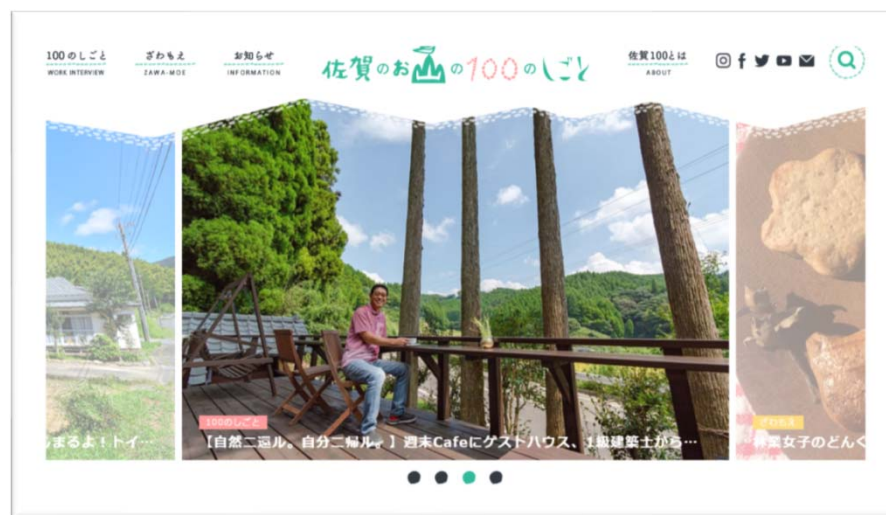 100のしごと
WORK INTERVIEW
ざわもえ
ZAWA-MOE
お知らせ
INFORMATION
佐賀のお山の100のしごと
佐賀100とは
ABOUT
まるよ！トイ…
100のしごと
【自然二還ル。自分二帰ル。】週末Cafeにゲストハウス、1級建築士から…
ざわもえ
林業女子のどんぐ